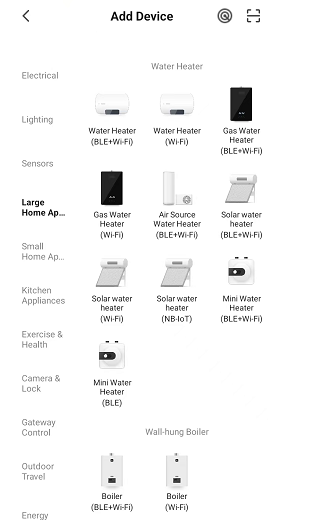 Add Device
Electrical
Lighting
Sensors
Large
Home Ap...
Small
Home Ap...
Kitchen
Appliances
Exercise &
Health
Camera &
Lock
Gateway
Control
Outdoor
Travel
Energy
Water Heater
Water Heater
(BLE+Wi-Fi)
Water Heater
(Wi-Fi)
Gas Water
Heater
(BLE+Wi-Fi)
Gas Water
Heater
(Wi-Fi)
Air Source
Water Heater
(BLE+Wi-Fi)
Solar water
heater
(BLE+Wi-Fi)
Solar water
heater
(Wi-Fi)
Solar water
heater
(NB-IoT)
Mini Water
Heater
(BLE+Wi-Fi)
Mini Water
Heater
(BLE)
Wall-hung Boiler
Boiler
(BLE+Wi-Fi)
Boiler
(Wi-Fi)